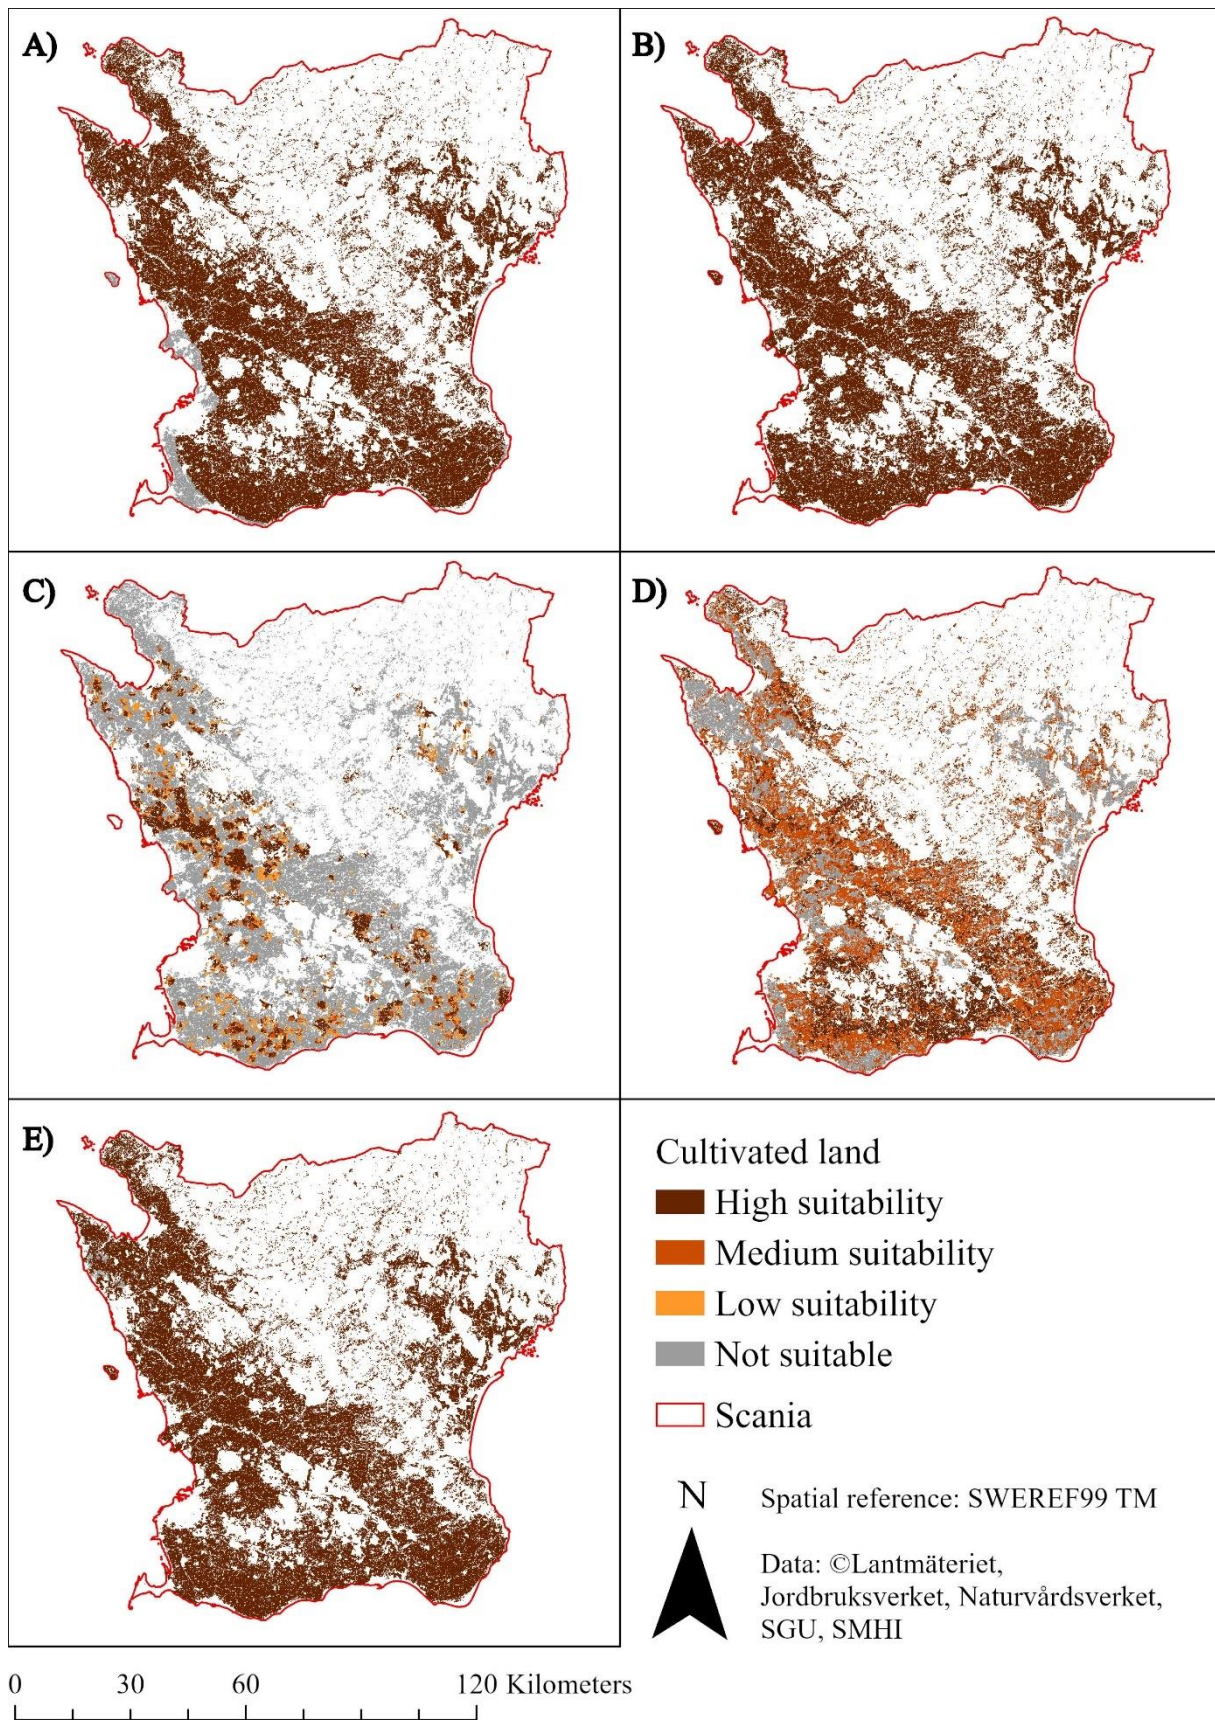 A)
B)
C)
D)
E)
Cultivated land
High suitability
Medium suitability
Low suitability
Not suitable
Scania
N
Spatial reference: SWEREF99 TM
Data: ©Lantmäteriet,
Jordbruksverket, Naturvårdsverket,
SGU, SMHI
0 30 60 120 Kilometers